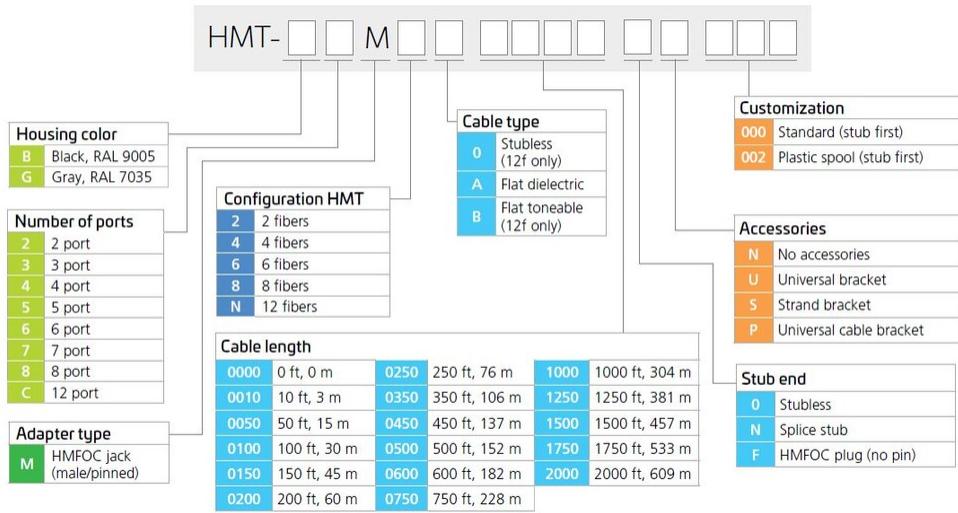 HMT- M
Housing color
B Black, RAL 9005
G Gray, RAL 7035
Number of ports
2 2 port
3 3 port
4 4 port
5 5 port
6 6 port
7 7 port
8 8 port
C 12 port
Adapter type
M HMFOC jack
(male/pinned)
Configuration HMT
2 2 fibers
4 4 fibers
6 6 fibers
8 8 fibers
N 12 fibers
Cable type
0 Stubless
(12f only)
A Flat dielectric
B Flat toneable
(12f only)
Cable length
0000 0 ft, 0 m 0250 250 ft, 76 m 1000 1000 ft, 304 m
0010 10 ft, 3 m 0350 350 ft, 106 m 1250 1250 ft, 381 m
0050 50 ft, 15 m 0450 450 ft, 137 m 1500 1500 ft, 457 m
0100 100 ft, 30 m 0500 500 ft, 152 m 1750 1750 ft, 533 m
0150 150 ft, 45 m 0600 600 ft, 182 m 2000 2000 ft, 609 m
0200 200 ft, 60 m 0750 750 ft, 228 m
Customization
000 Standard (stub first)
002 Plastic spool (stub first)
Accessories
N No accessories
U Universal bracket
S Strand bracket
P Universal cable bracket
Stub end
0 Stubless
N Splice stub
F HMFOC plug (no pin)